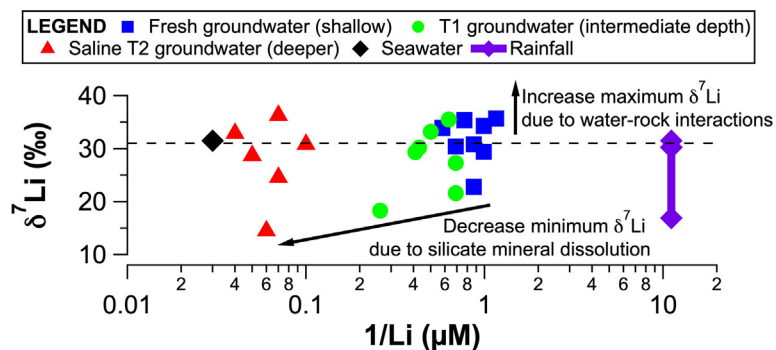 LEGEND Fresh groundwater (shallow) T1 groundwater (intermediate depth)
Saline T2 groundwater (deeper) Seawater Rainfall
40
30
20
10
δ⁷Li (‰)
Increase maximum δ⁷Li
due to water-rock interactions
Decrease minimum δ⁷Li
due to silicate mineral dissolution
2 4 6 8 2 4 6 8 2 4 6 8 2
0.01 0.1 1 10
1/Li (µM)